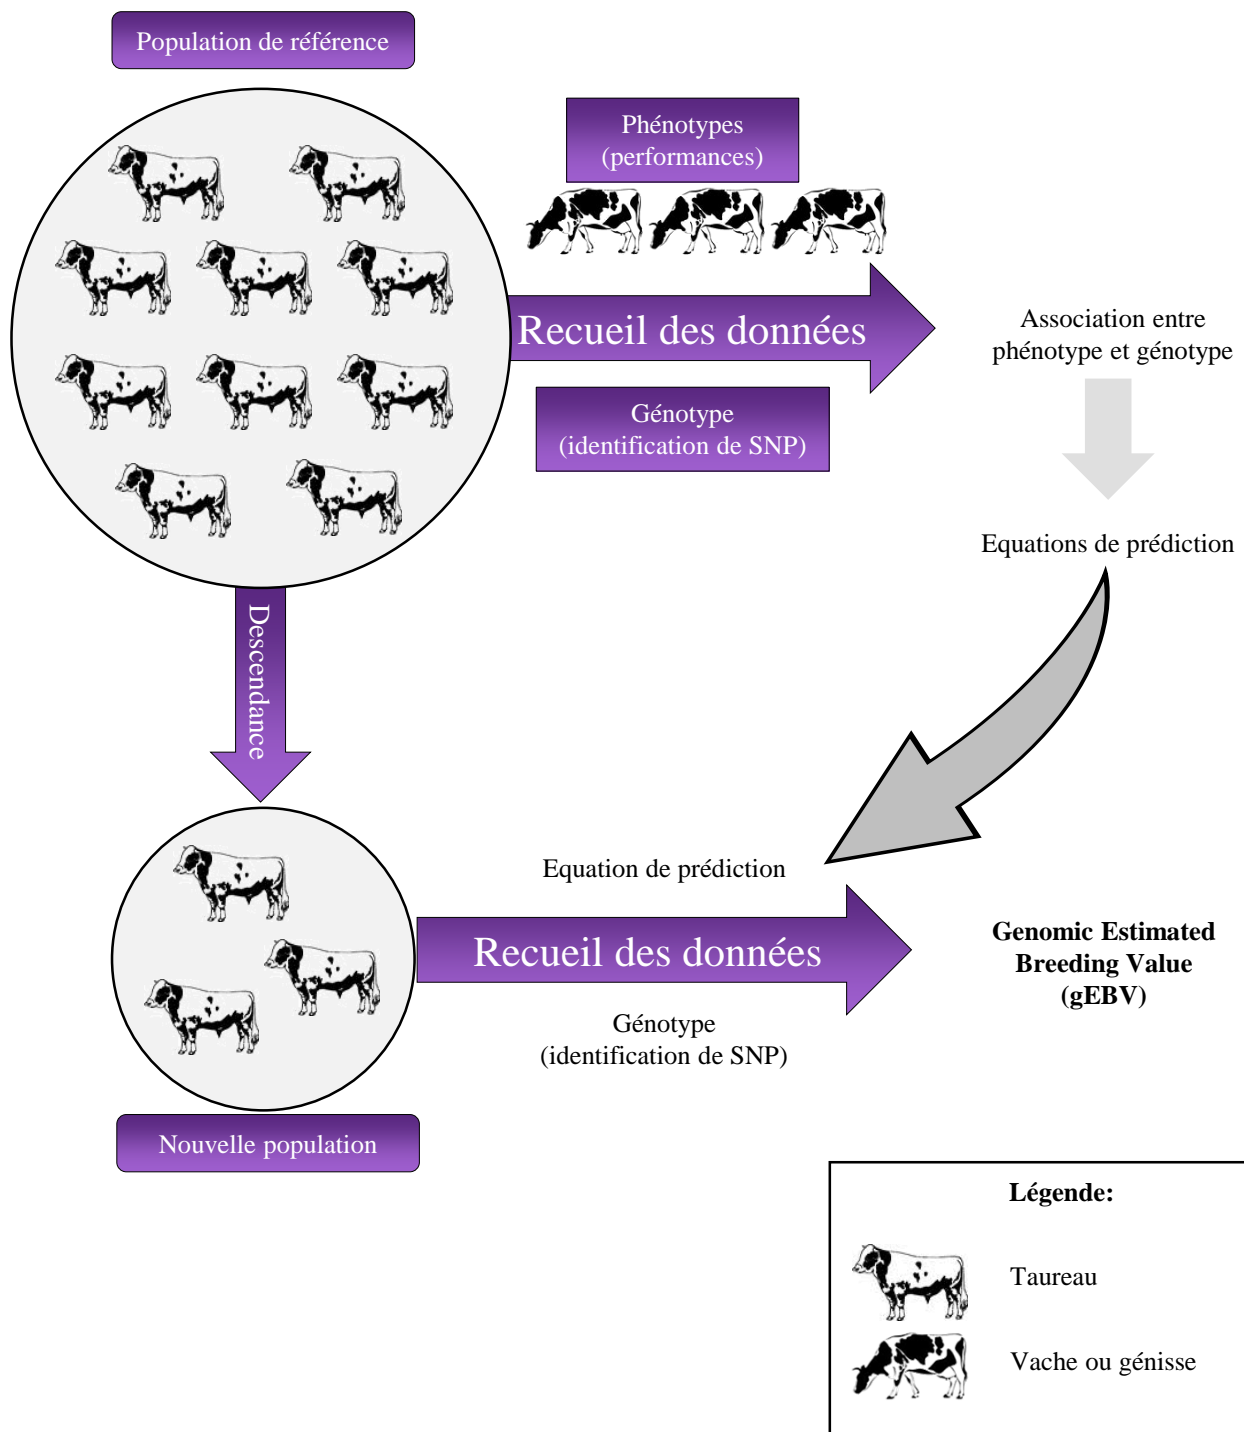 Population de référence
Phénotypes
(performances)
Recueil des données
Génotype
(identification de SNP)
Association entre
phénotype et génotype
Equations de prédiction
Descendance
Equation de prédiction
Recueil des données
Génotype
(identification de SNP)
Genomic Estimated
Breeding Value
(gEBV)
Nouvelle population
Légende:
Taureau
Vache ou génisse